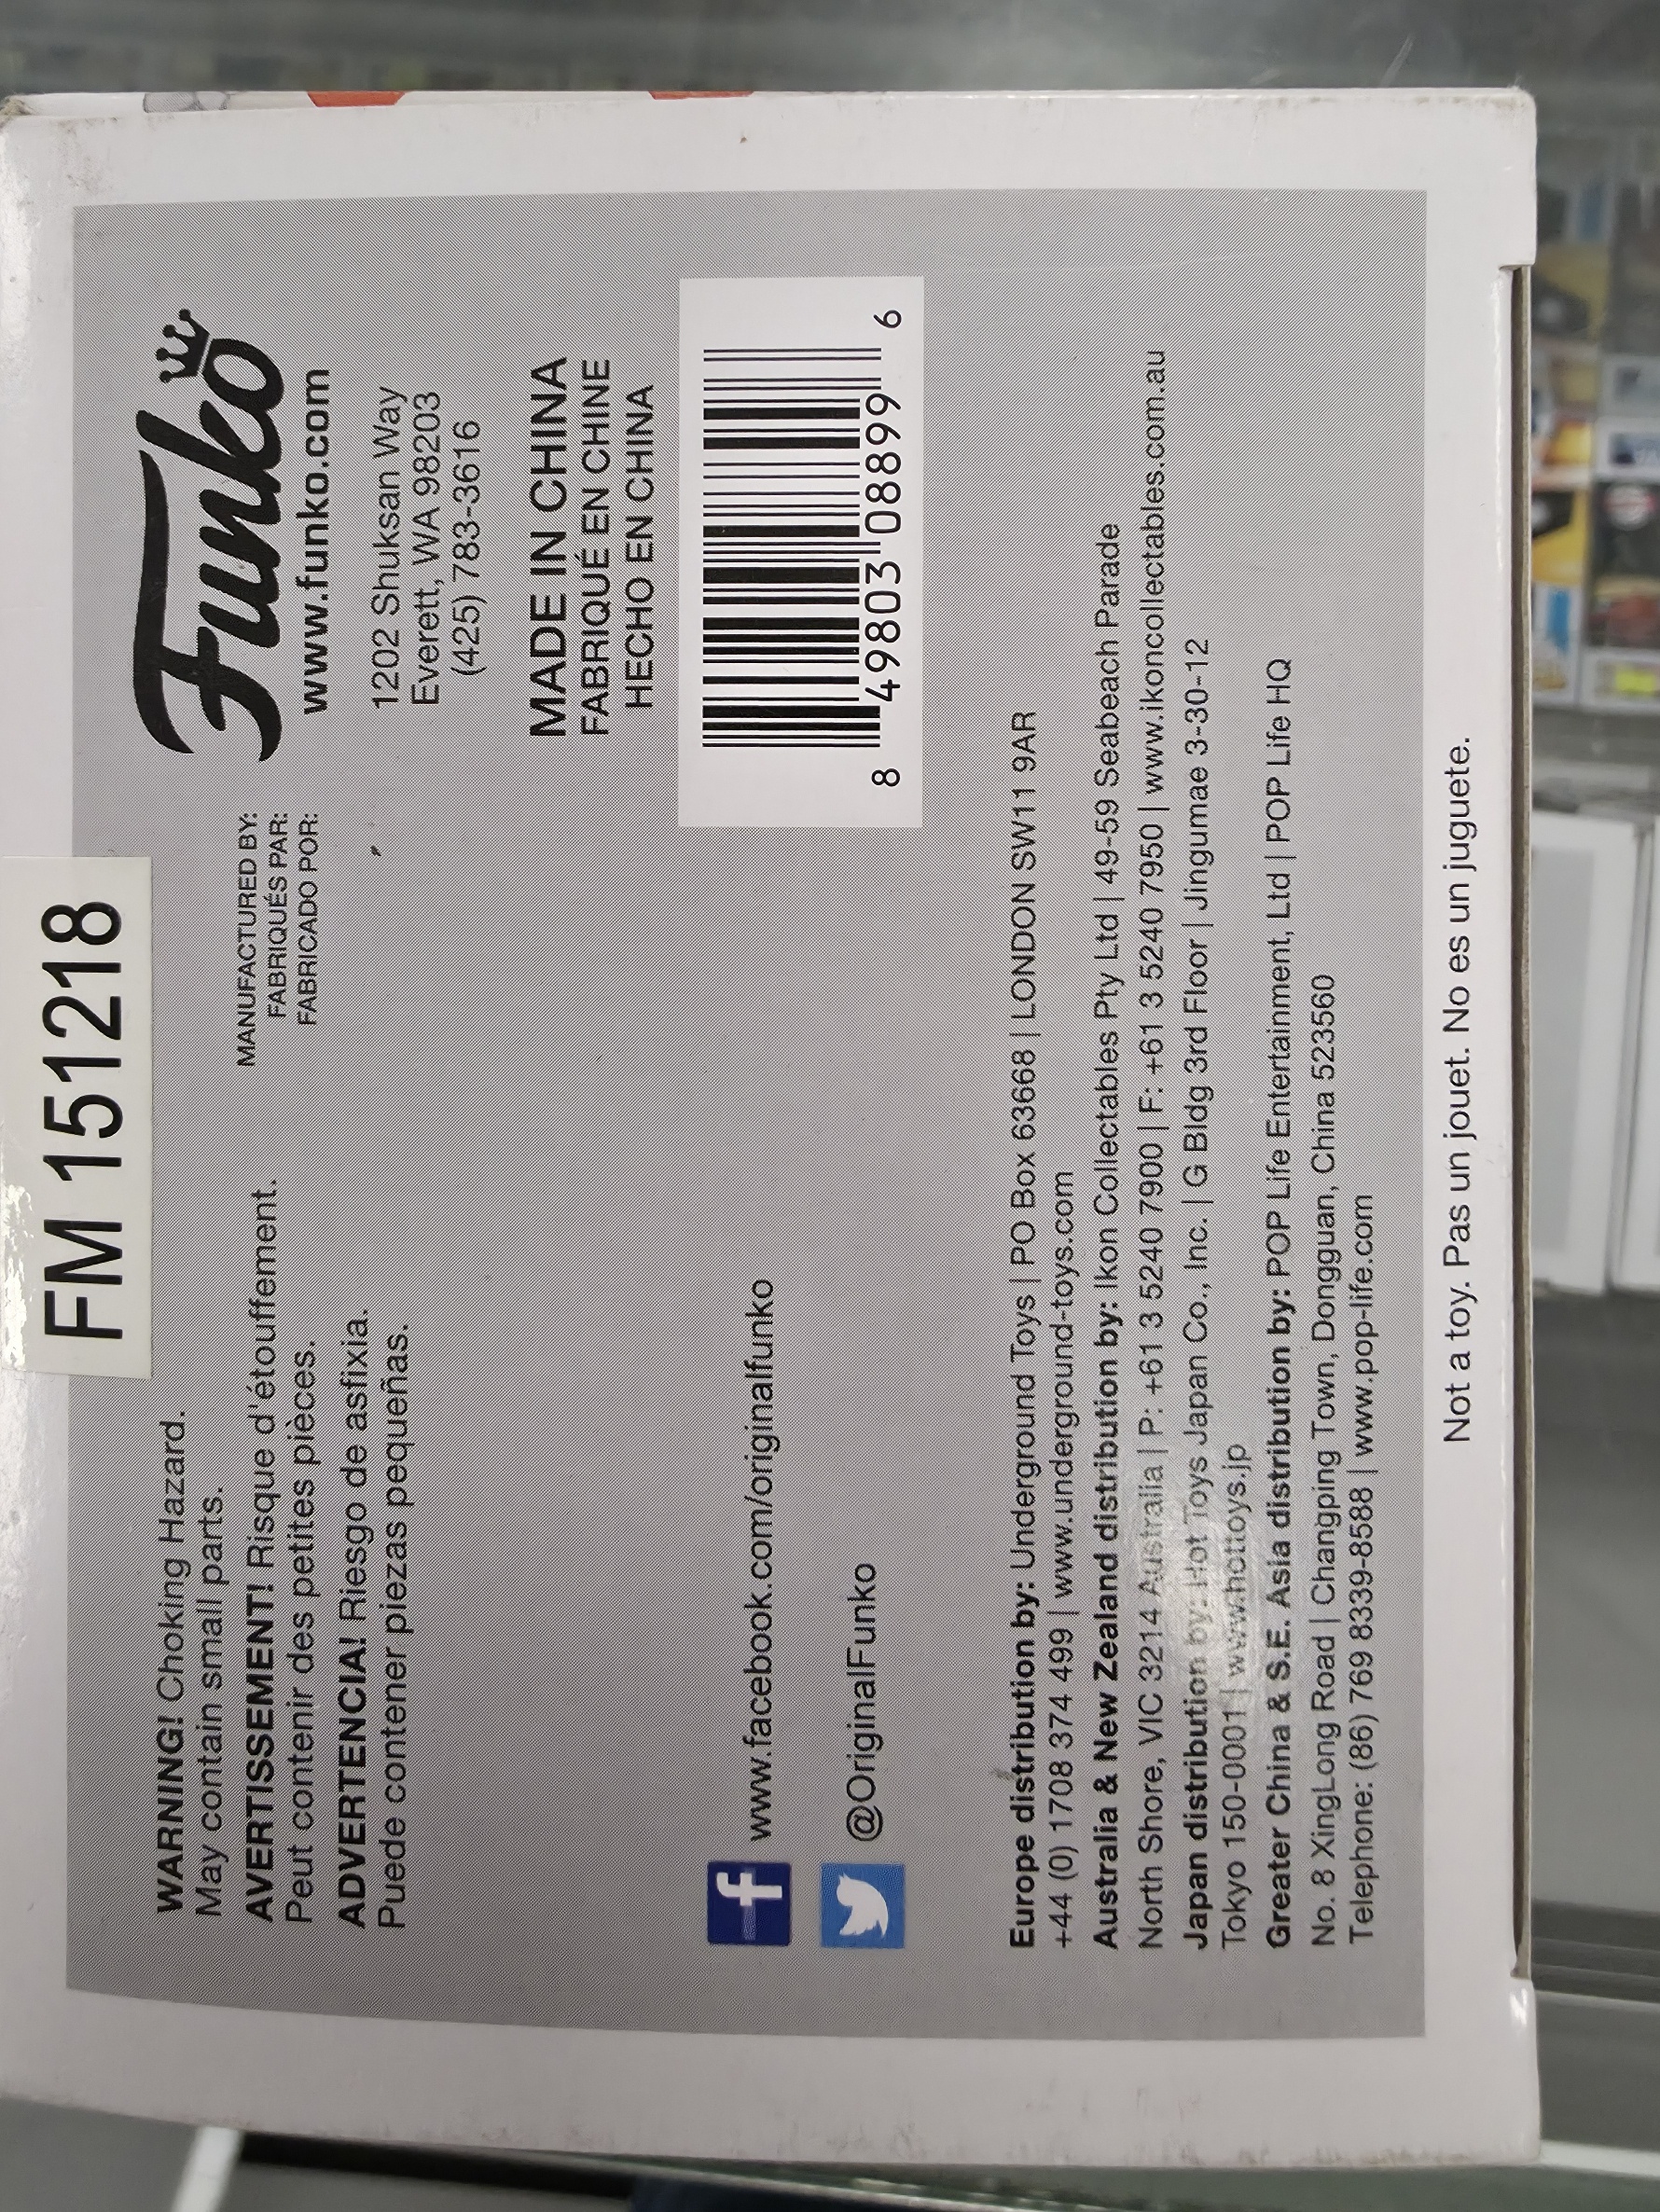 FM 151218
WARNING! Choking Hazard.
May contain small parts.
AVERTISSEMENT! Risque d'étouffement.
Peut contenir des petites pièces.
ADVERTENCIA! Riesgo de asfixia.
Puede contener piezas pequeñas.
MANUFACTURED BY:
FABRIQUÉS PAR:
FABRICADO POR:
Funko
www.funko.com
1202 Shuksan Way
Everett, WA 98203
(425) 783-3616
MADE IN CHINA
FABRIQUÉ EN CHINE
HECHO EN CHINA
8 49803 08899 6
f www.facebook.com/originalfunko
@OriginalFunko
Europe distribution by: Underground Toys | PO Box 63668 | LONDON SW11 9AR
+44 (0) 1708 374 499 | www.underground-toys.com
Australia & New Zealand distribution by: Ikon Collectables Pty Ltd | 49-59 Seabeach Parade
North Shore, VIC 3214 Australia | P: +61 3 5240 7900 | F: +61 3 5240 7950 | www.ikoncollectables.com.au
Japan distribution by: Hot Toys Japan Co., Inc. | G Bldg 3rd Floor | Jingumae 3-30-12
Tokyo 150-0001 | www.hottoys.jp
Greater China & S.E. Asia distribution by: POP Life Entertainment, Ltd | POP Life HQ
No. 8 XingLong Road | Changping Town, Dongguan, China 523560
Telephone: (86) 769 8339-8588 | www.pop-life.com
Not a toy. Pas un jouet. No es un juguete.